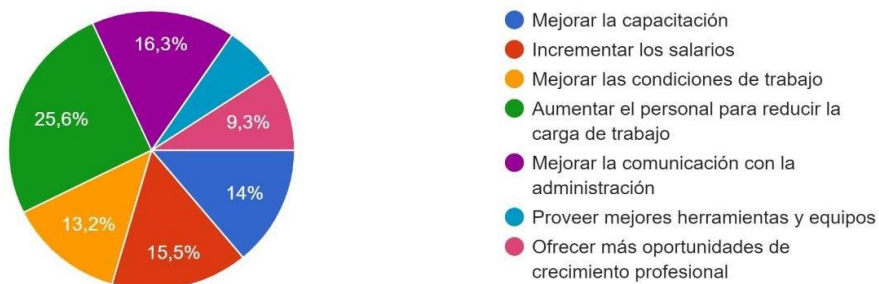 16,3%
25,6%
9,3%
14%
13,2%
15,5%
Mejorar la capacitación
Incrementar los salarios
Mejorar las condiciones de trabajo
Aumentar el personal para reducir la
carga de trabajo
Mejorar la comunicación con la
administración
Proveer mejores herramientas y equipos
Ofrecer más oportunidades de
crecimiento profesional